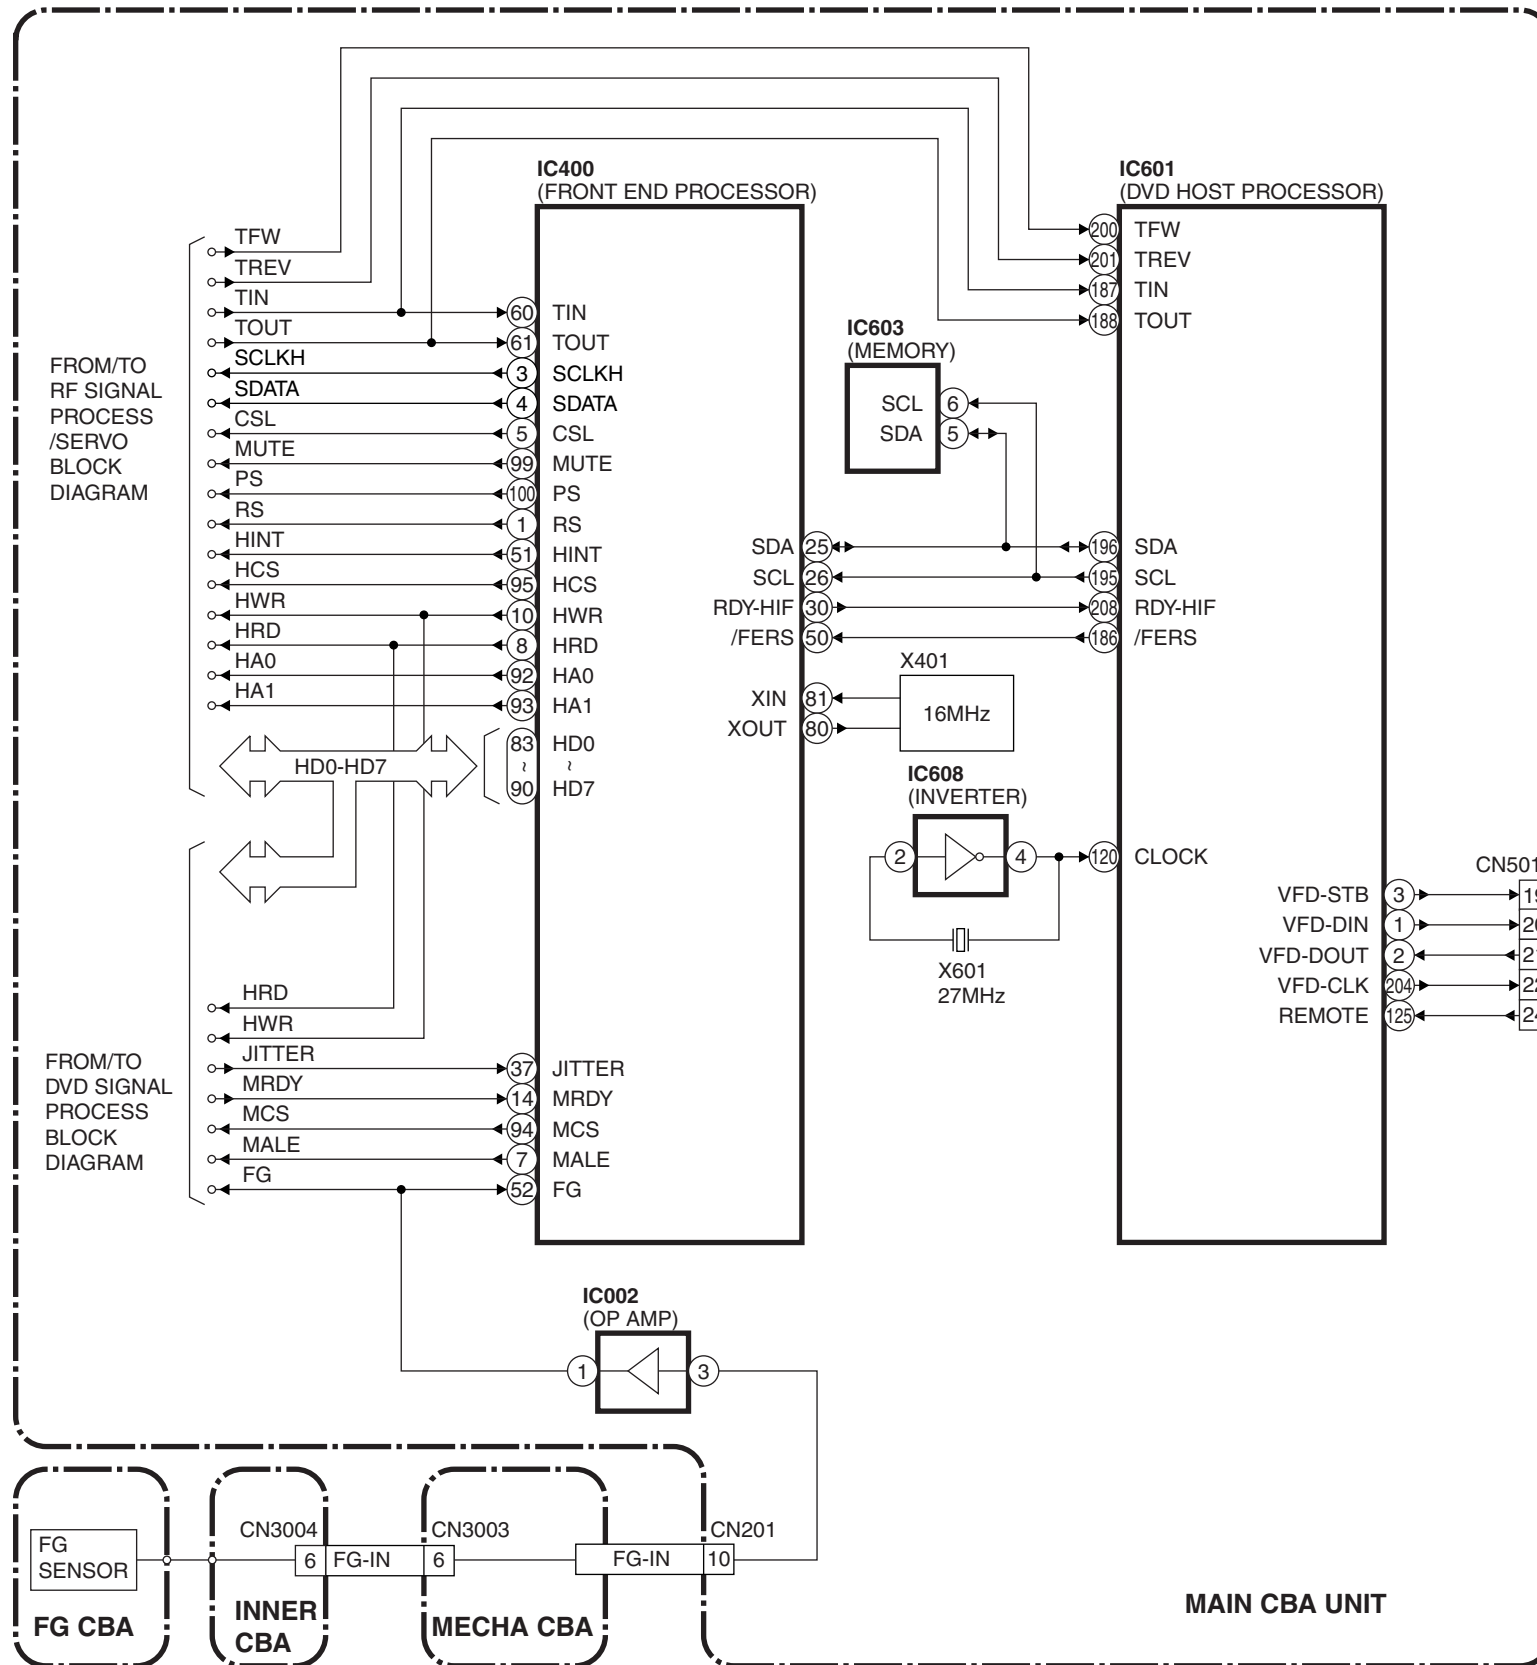 IC400
(FRONT END PROCESSOR)
IC601
(DVD HOST PROCESSOR)
TFW
TREV
TIN
TOUT
SCLKH
SDATA
CSL
MUTE
PS
RS
HINT
HCS
HWR
HRD
HA0
HA1
HD0-HD7
FROM/TO
RF SIGNAL
PROCESS
/SERVO
BLOCK
DIAGRAM
60 TIN
61 TOUT
3 SCLKH
4 SDATA
5 CSL
99 MUTE
100 PS
1 RS
51 HINT
95 HCS
10 HWR
8 HRD
92 HA0
93 HA1
83 HD0
~ ~
90 HD7
200 TFW
201 TREV
187 TIN
188 TOUT
IC603
(MEMORY)
SCL 6
SDA 5
SDA 25
SCL 26
RDY-HIF 30
/FERS 50
196 SDA
195 SCL
208 RDY-HIF
186 /FERS
X401
XIN 81
XOUT 80
16MHz
IC608
(INVERTER)
2 4
120 CLOCK
X601
27MHz
CN501
VFD-STB 3
VFD-DIN 1
VFD-DOUT 2
VFD-CLK 204
REMOTE 125
HRD
HWR
JITTER
MRDY
MCS
MALE
FG
FROM/TO
DVD SIGNAL
PROCESS
BLOCK
DIAGRAM
37 JITTER
14 MRDY
94 MCS
7 MALE
52 FG
IC002
(OP AMP)
1 3
FG
SENSOR
FG CBA
CN3004
6 FG-IN 6
INNER
CBA
CN3003
MECHA CBA
FG-IN 10
CN201
MAIN CBA UNIT